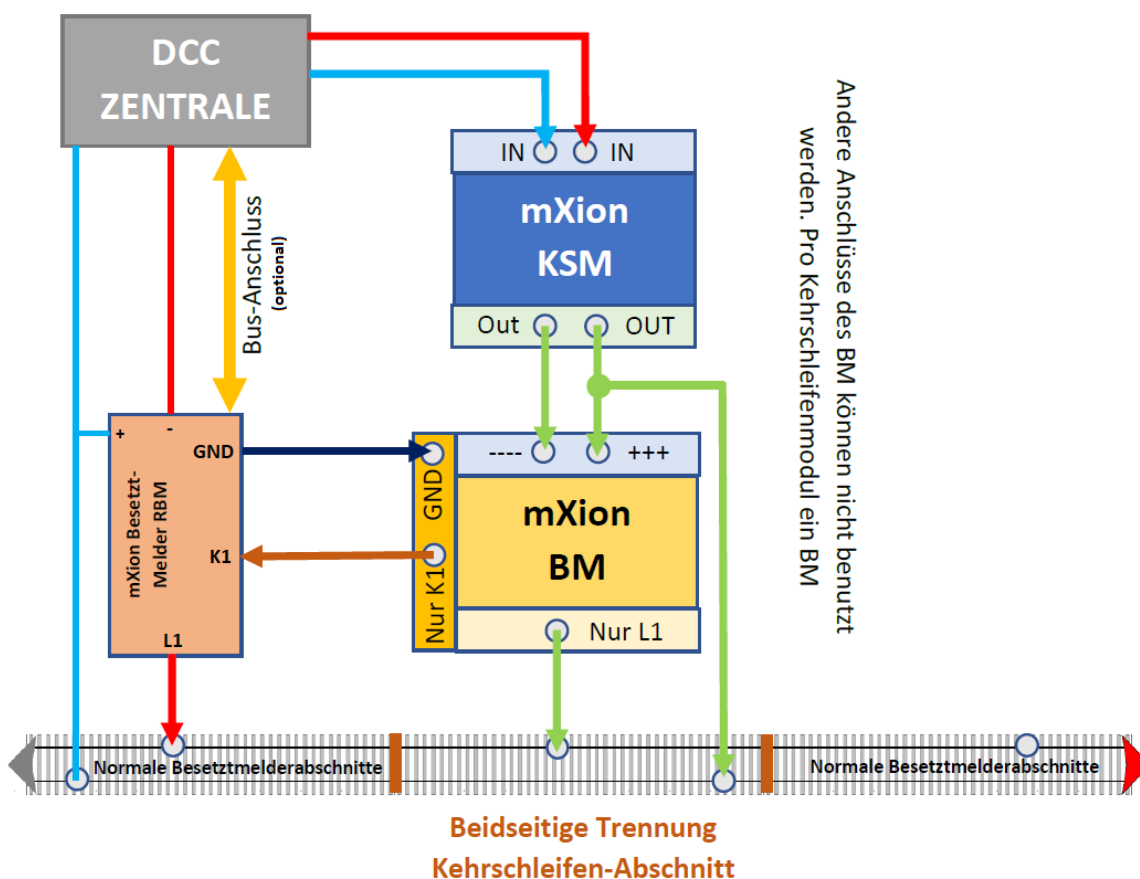 DCC
ZENTRALE
IN
IN
mXion
KSM
Out
OUT
Andere Anschlüsse des BM können nicht benutzt
werden. Pro Kehrschleifenmodul ein BM
Bus-Anschluss
(optional)
+
-
GND
mXion Besetzt-
Melder RBM
K1
L1
GND
Nur K1
----
+++
mXion
BM
Nur L1
Normale Besetztmelderabschnitte
Normale Besetztmelderabschnitte
Beidseitige Trennung
Kehrschleifen-Abschnitt